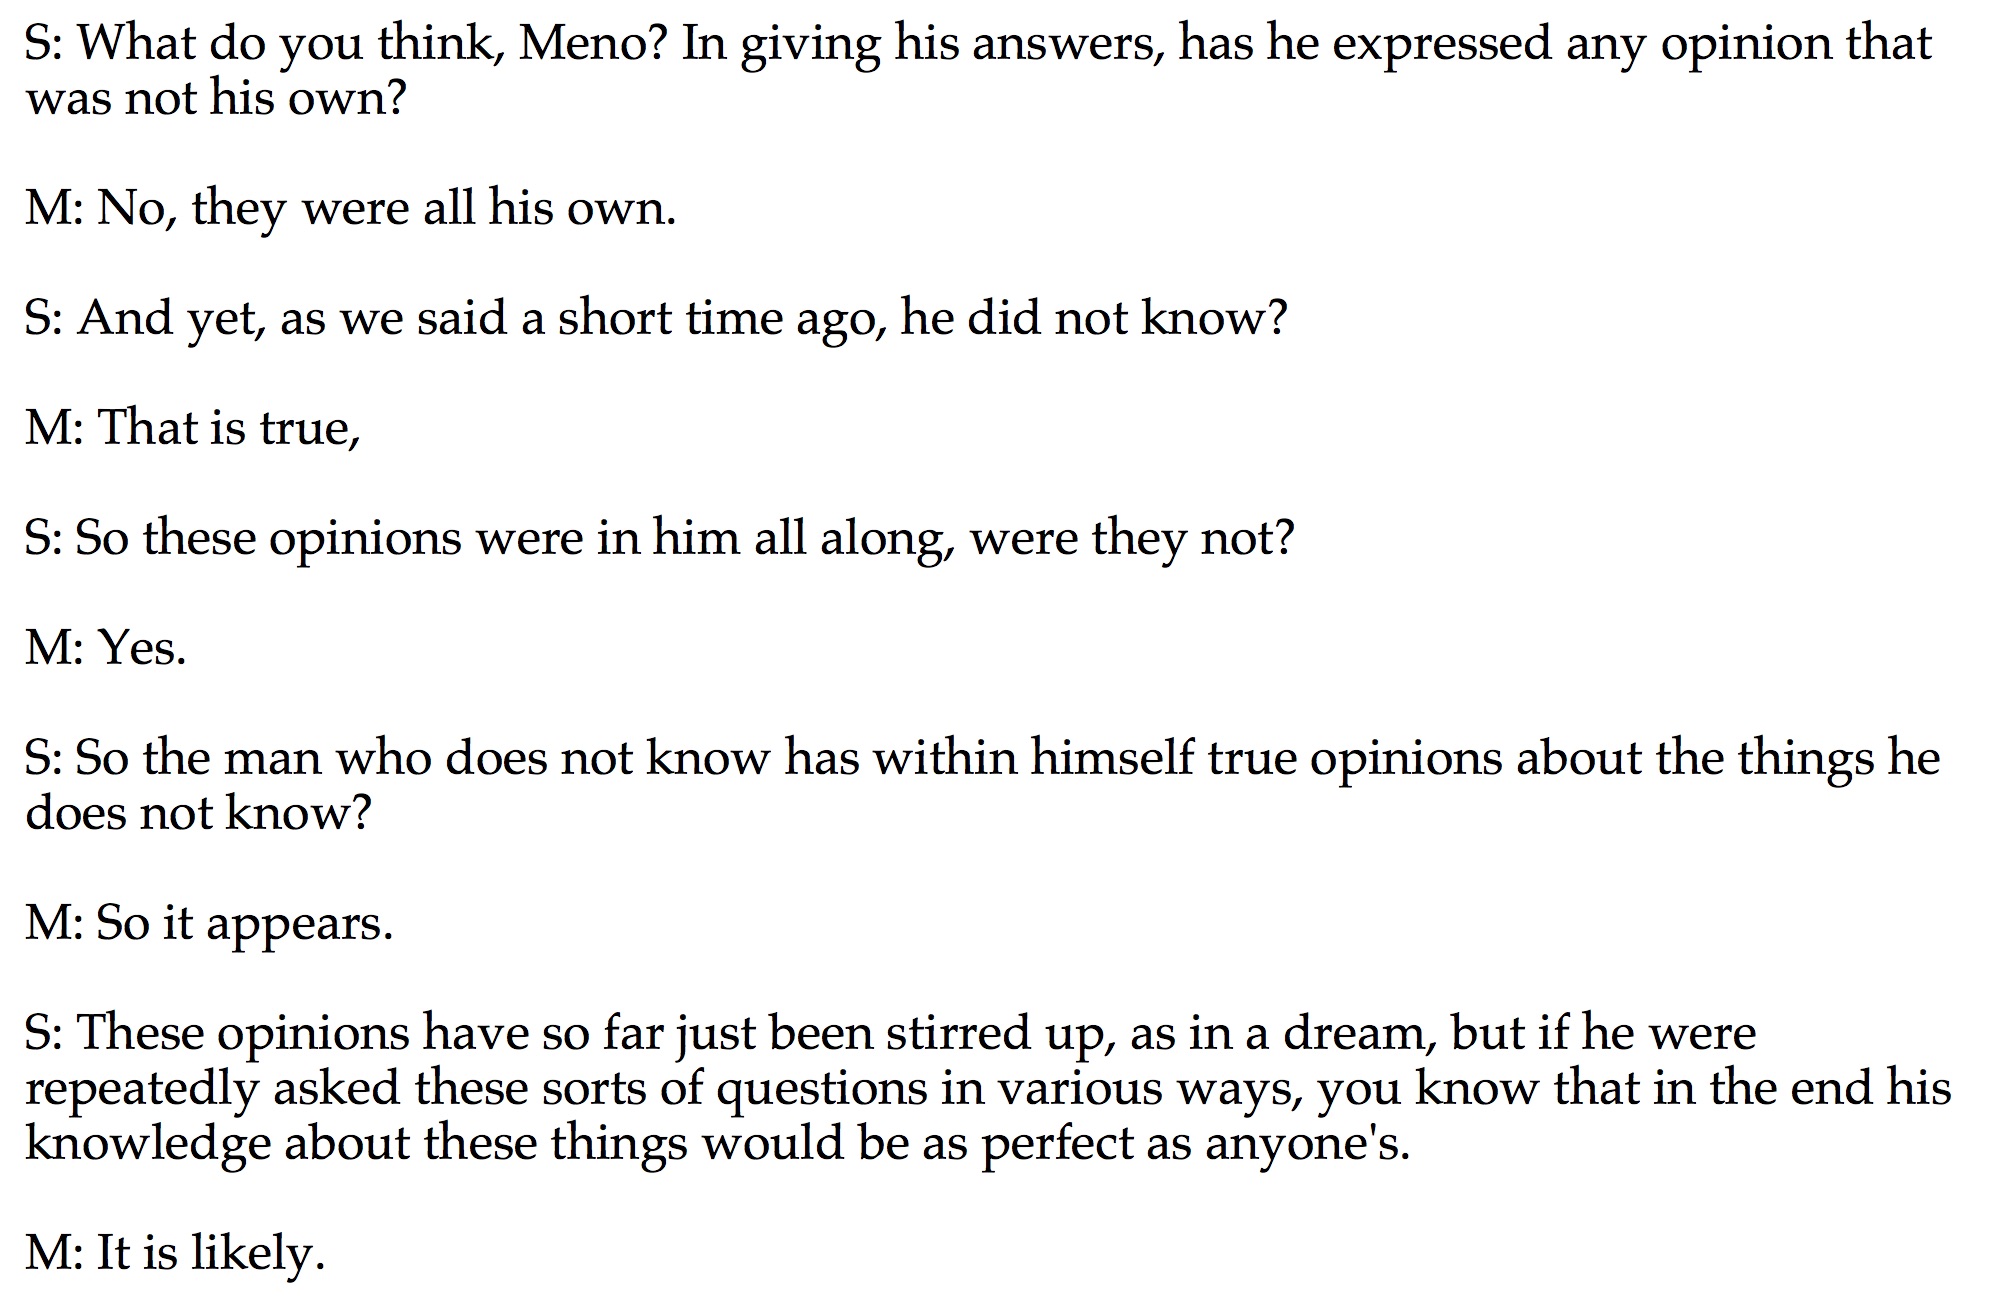 S: What do you think, Meno? In giving his answers, has he expressed any opinion that
was not his own?
M: No, they were all his own.
S: And yet, as we said a short time ago, he did not know?
M: That is true,
S: So these opinions were in him all along, were they not?
M: Yes.
S: So the man who does not know has within himself true opinions about the things he
does not know?
M: So it appears.
S: These opinions have so far just been stirred up, as in a dream, but if he were
repeatedly asked these sorts of questions in various ways, you know that in the end his
knowledge about these things would be as perfect as anyone's.
M: It is likely.